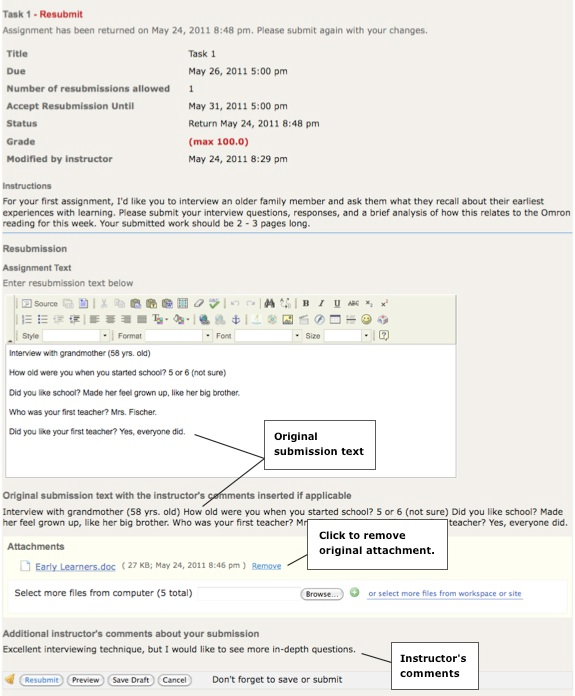 Task 1 - Resubmit
Assignment has been returned on May 24, 2011 8:48 pm. Please submit again with your changes.
Title Task 1
Due May 26, 2011 5:00 pm
Number of resubmissions allowed 1
Accept Resubmission Until May 31, 2011 5:00 pm
Status Return May 24, 2011 8:48 pm
Grade (max 100.0)
Modified by instructor May 24, 2011 8:29 pm
Instructions
For your first assignment, I'd like you to interview an older family member and ask them what they recall about their earliest
experiences with learning. Please submit your interview questions, responses, and a brief analysis of how this relates to the Omron
reading for this week. Your submitted work should be 2 - 3 pages long.
Resubmission
Assignment Text
Enter resubmission text below
Source B I U ABC x₂ x²
Style Format Font Size
Interview with grandmother (58 yrs. old)
How old were you when you started school? 5 or 6 (not sure)
Did you like school? Made her feel grown up, like her big brother.
Who was your first teacher? Mrs. Fischer.
Did you like your first teacher? Yes, everyone did.
Original
submission text
Original submission text with the instructor's comments inserted if applicable
Interview with grandmother (58 yrs. old) How old were you when you started school? 5 or 6 (not sure) Did you like school? Made
her feel grown up, like her big brother. Who was your first teacher? teacher? Yes, everyone did.
Click to remove
original attachment.
Attachments
Early Learners.doc ( 27 KB; May 24, 2011 8:46 pm ) Remove
Select more files from computer (5 total) Browse... or select more files from workspace or site
Additional instructor's comments about your submission
Excellent interviewing technique, but I would like to see more in-depth questions.
Instructor's
comments
Resubmit Preview Save Draft Cancel Don't forget to save or submit